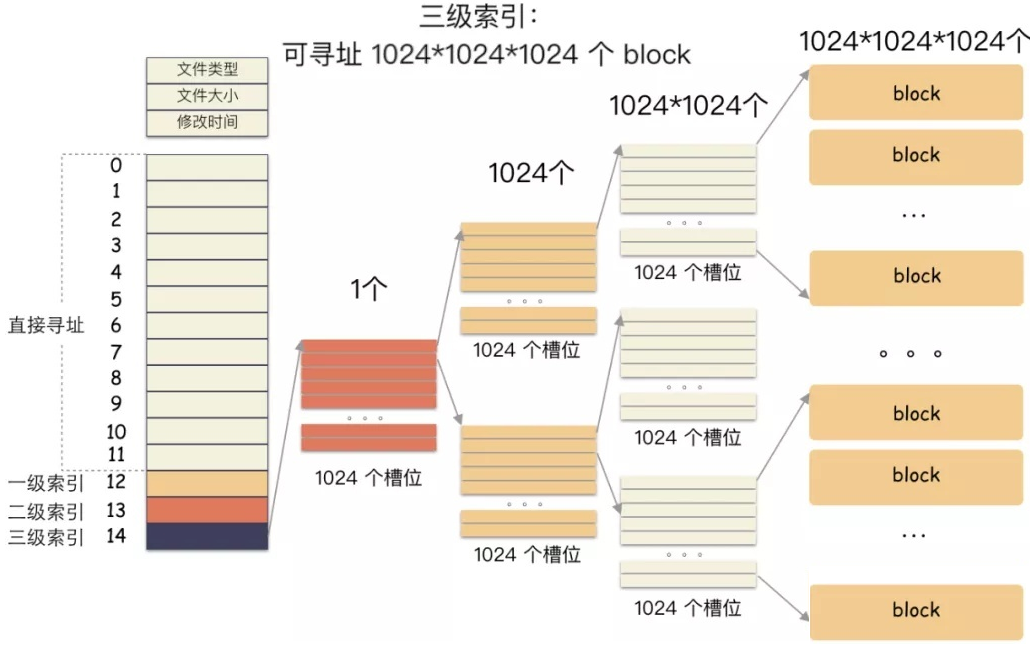 三级索引：
可寻址 1024*1024*1024 个 block
文件类型
文件大小
修改时间
直接寻址
0
1
2
3
4
5
6
7
8
9
10
11
一级索引 12
二级索引 13
三级索引 14
1个
1024 个槽位
1024个
1024 个槽位
1024 个槽位
1024*1024个
1024 个槽位
1024 个槽位
1024 个槽位
1024*1024*1024个
block
block
...
block
block
block
...
block